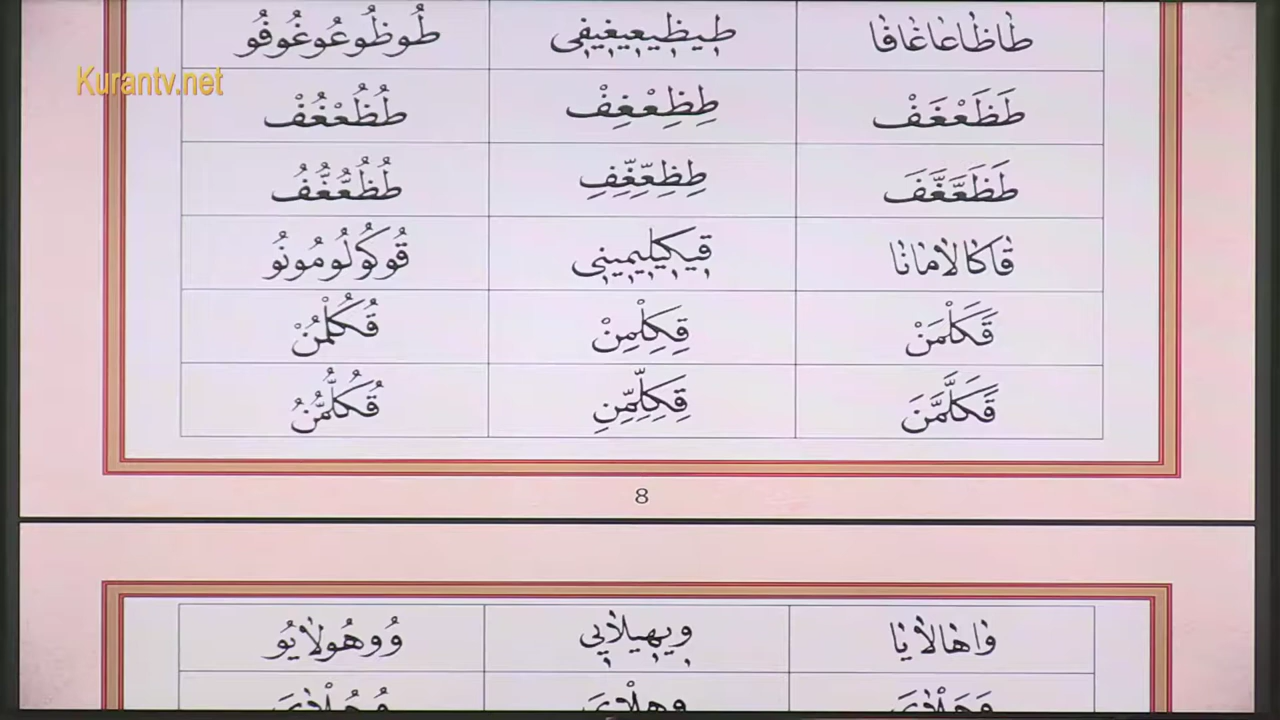 Kurantv.net
طَاظَاعَاغَافَا طِيظِيعِيغِيفِي طُوظُوعُوغُوفُو
طَظَعْغَفْ طِظِعْغِفْ طُظُعْغُفْ
طَظَعَّغَّفَ طِظِعِّغِّفِ طُظُعُّغُّفُ
قَاكَالَامَانَا قِيكِيلِيمِينِي قُوكُولُومُونُو
قَكَلْمَنْ قِكِلْمِنْ قُكُلْمُنْ
قَكَلَّمَّنَ قِكِلِّمِّنِ قُكُلُّمُّنُ
8
وَاهَالَايَا وِيهِيلَايِي وُوهُولَايُو